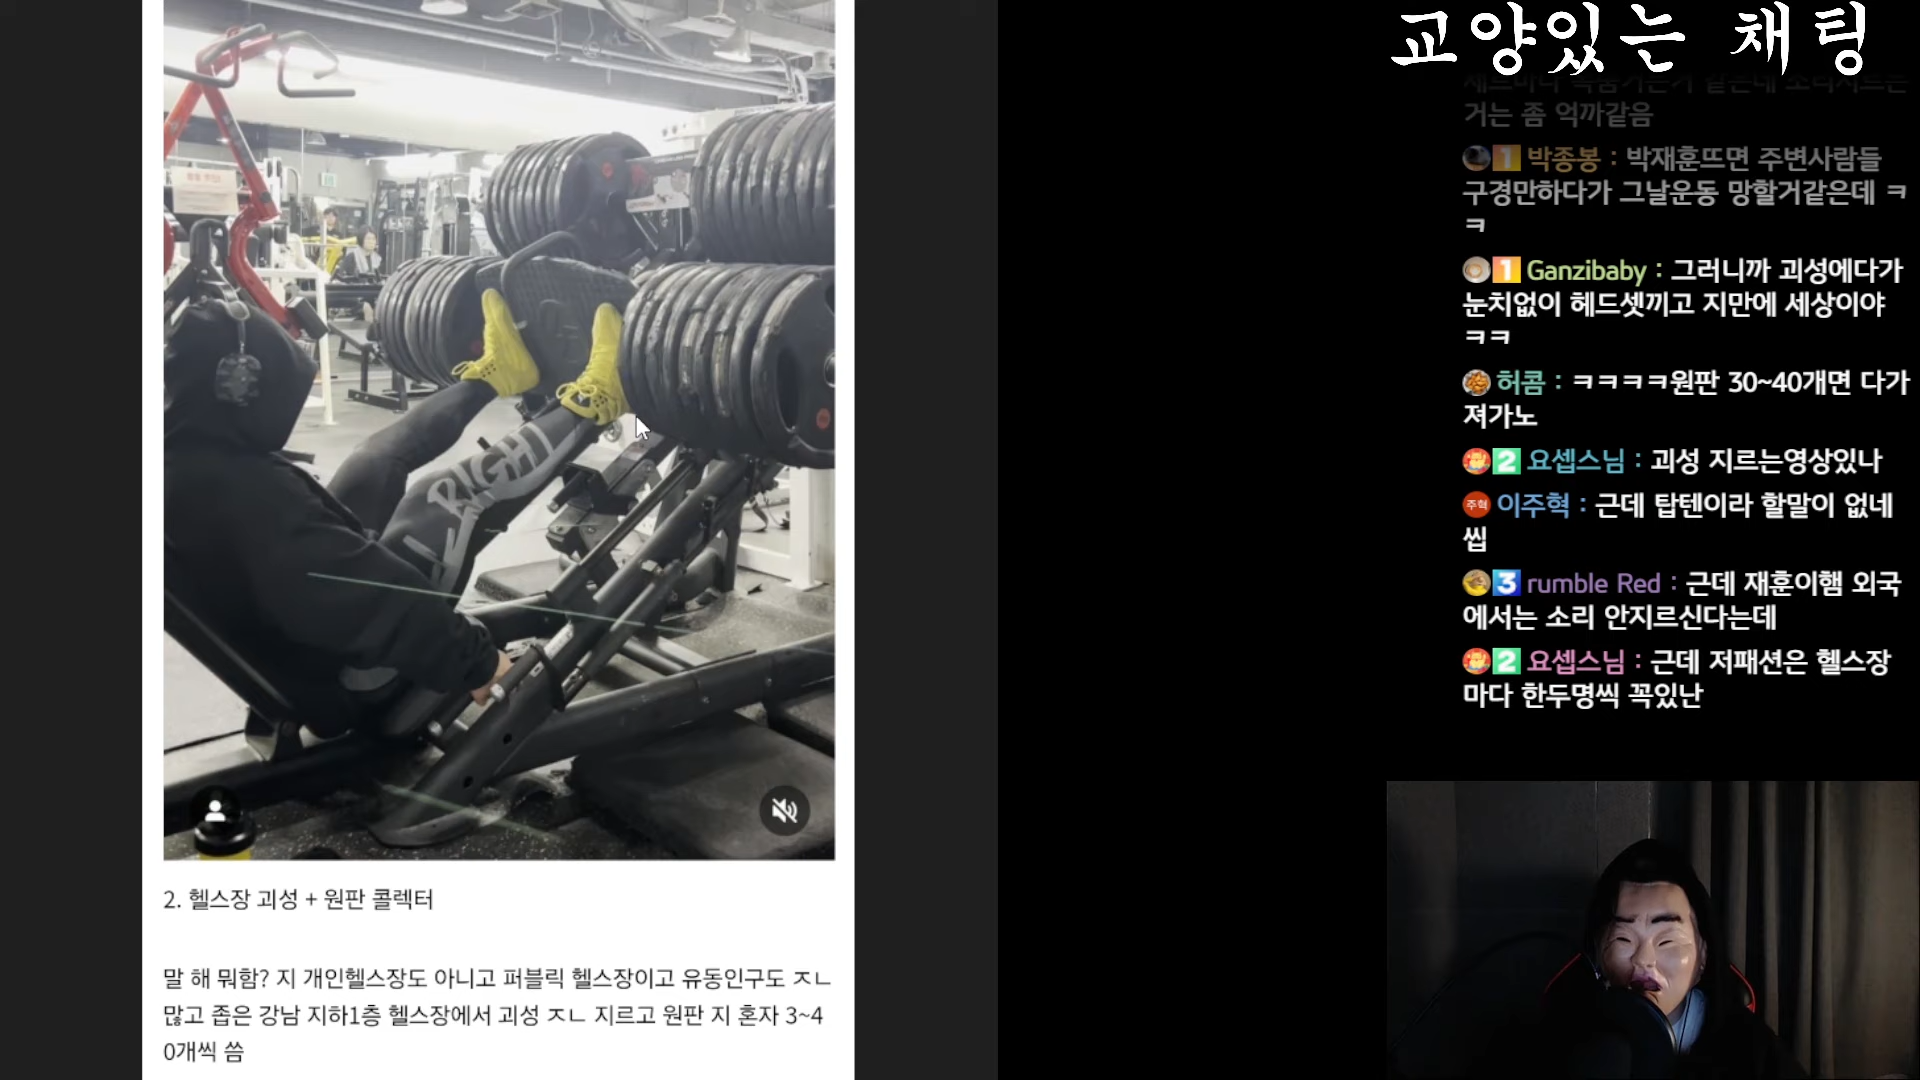 교양있는 채팅
거는 좀 억까같음
박종봉 : 박재훈뜨면 주변사람들
구경만하다가 그날운동 망할거같은데 ㅋ
ㅋ
Ganzibaby : 그러니까 괴성에다가
눈치없이 헤드셋끼고 지만에 세상이야
ㅋㅋ
허콤 : ㅋㅋㅋㅋ원판 30~40개면 다가
져가노
요셉스님 : 괴성 지르는영상있나
이주혁 : 근데 탑텐이라 할말이 없네
씹
rumble Red : 근데 재훈이햄 외국
에서는 소리 안지르신다는데
요셉스님 : 근데 저패션은 헬스장
마다 한두명씩 꼭있난
RIGHT
2. 헬스장 괴성 + 원판 콜렉터
말 해 뭐함? 지 개인헬스장도 아니고 퍼블릭 헬스장이고 유동인구도 ㅈㄴ
많고 좁은 강남 지하1층 헬스장에서 괴성 ㅈㄴ 지르고 원판 지 혼자 3~4
0개씩 씀